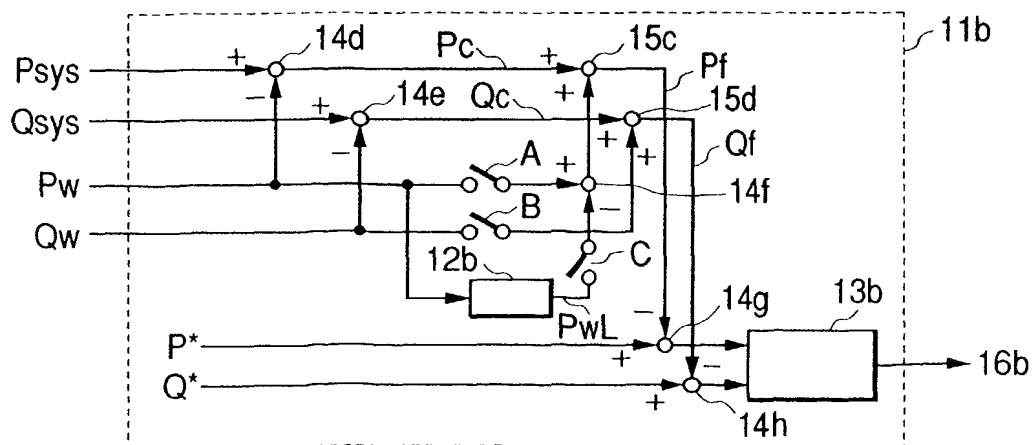 11b
14d
Pc
15c
Psys
+
+
Pf
−
14e
+
Qc
15d
Qsys
+
+
−
+
Qf
A
Pw
+
14f
B
−
Qw
12b
C
PwL
−
14g
13b
P*
+
−
16b
Q*
+
14h